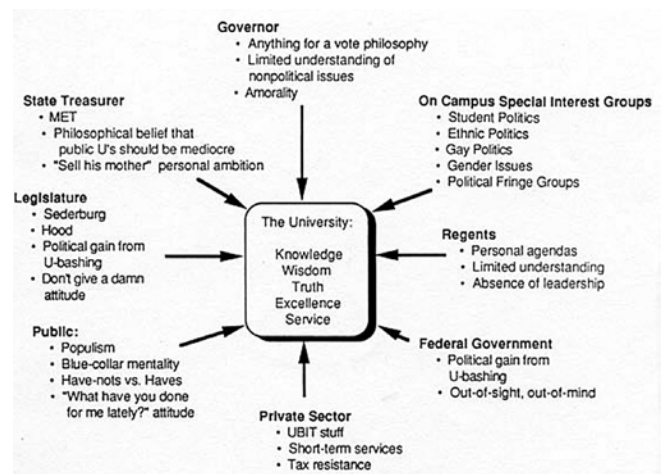 Governor
• Anything for a vote philosophy
• Limited understanding of
nonpolitical issues
• Amorality
State Treasurer
• MET
• Philosophical belief that
public U's should be mediocre
• "Sell his mother" personal ambition
On Campus Special Interest Groups
• Student Politics
• Ethnic Politics
• Gay Politics
• Gender Issues
• Political Fringe Groups
Legislature
• Sederburg
• Hood
• Political gain from
U-bashing
• Don't give a damn
attitude
The University:
Knowledge
Wisdom
Truth
Excellence
Service
Regents
• Personal agendas
• Limited understanding
• Absence of leadership
Public:
• Populism
• Blue-collar mentality
• Have-nots vs. Haves
• "What have you done
for me lately?" attitude
Federal Government
• Political gain from
U-bashing
• Out-of-sight, out-of-mind
Private Sector
• UBIT stuff
• Short-term services
• Tax resistance